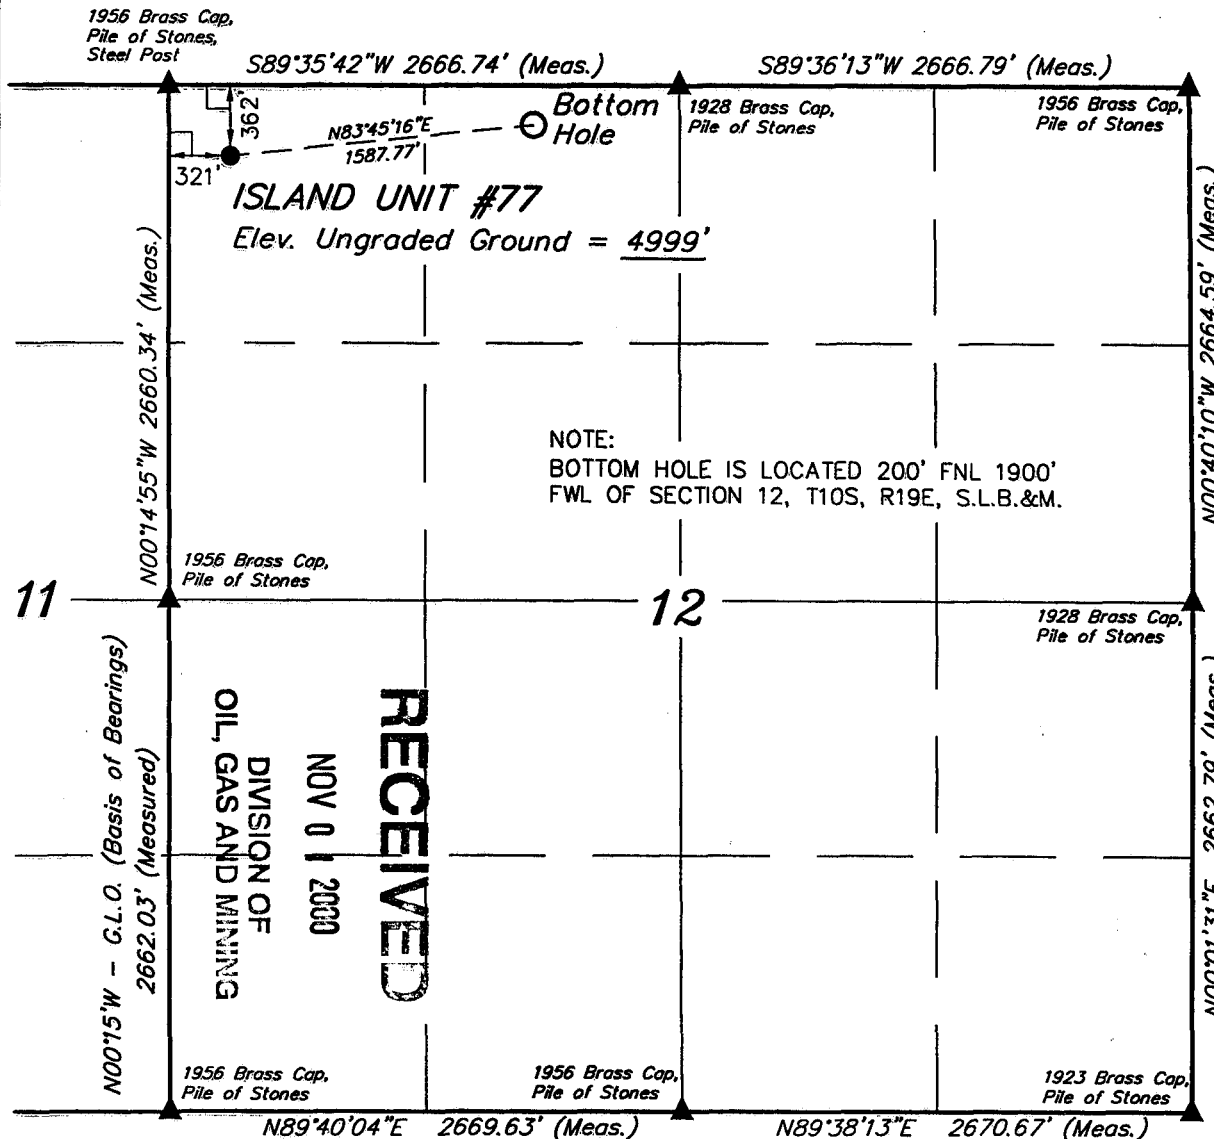 1956 Brass Cap,
Pile of Stones,
Steel Post
S89°35'42"W 2666.74' (Meas.)
S89°36'13"W 2666.79' (Meas.)
362'
321'
N83°45'16"E
1587.77'
Bottom
Hole
1928 Brass Cap,
Pile of Stones
1956 Brass Cap,
Pile of Stones
ISLAND UNIT #77
Elev. Ungraded Ground = 4999'
N00°14'55"W 2660.34' (Meas.)
N00°40'10"W 2664.59' (Meas.)
NOTE:
BOTTOM HOLE IS LOCATED 200' FNL 1900'
FWL OF SECTION 12, T10S, R19E, S.L.B.&M.
1956 Brass Cap,
Pile of Stones
11
12
1928 Brass Cap,
Pile of Stones
N00°15'W - G.L.O. (Basis of Bearings)
2662.03' (Measured)
RECEIVED
NOV 01 2000
DIVISION OF
OIL, GAS AND MINING
N00°01'31"E 2662.79' (Meas.)
1956 Brass Cap,
Pile of Stones
1956 Brass Cap,
Pile of Stones
1923 Brass Cap,
Pile of Stones
N89°40'04"E 2669.63' (Meas.)
N89°38'13"E 2670.67' (Meas.)